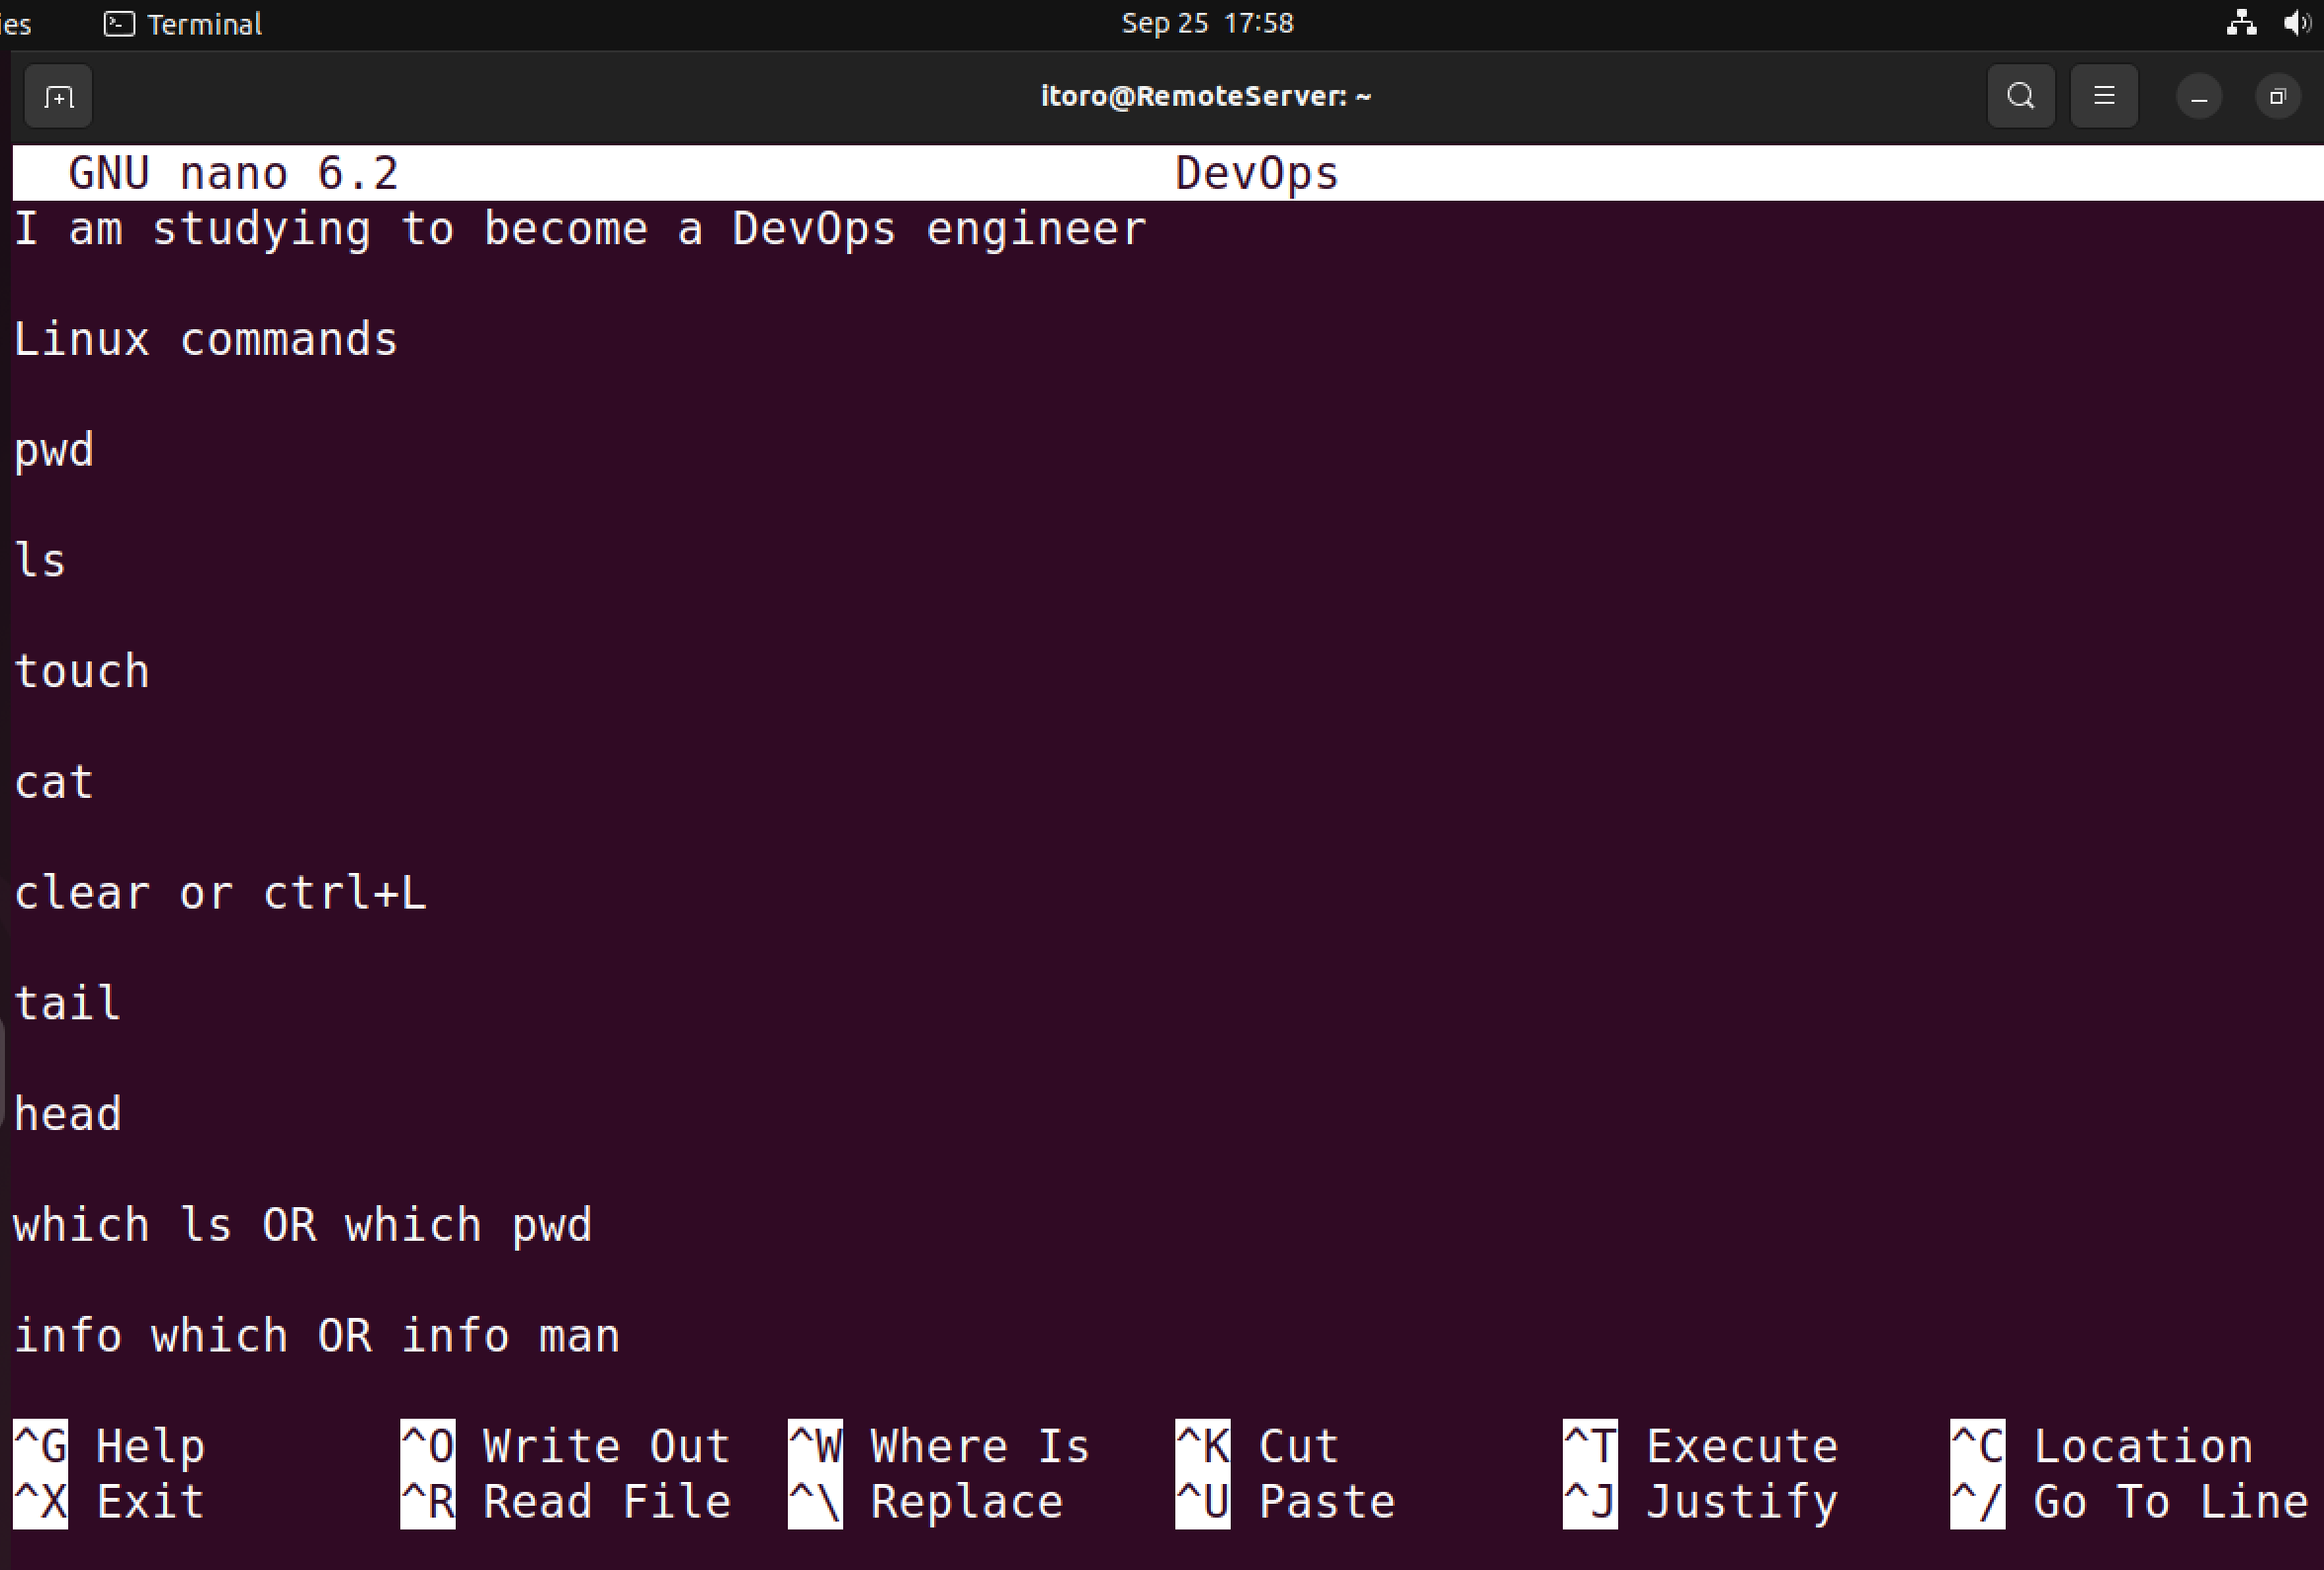 ies Terminal Sep 25 17:58
itoro@RemoteServer: ~
GNU nano 6.2 DevOps
I am studying to become a DevOps engineer
Linux commands
pwd
ls
touch
cat
clear or ctrl+L
tail
head
which ls OR which pwd
info which OR info man
^G Help ^O Write Out ^W Where Is ^K Cut ^T Execute ^C Location
^X Exit ^R Read File ^\ Replace ^U Paste ^J Justify ^/ Go To Line